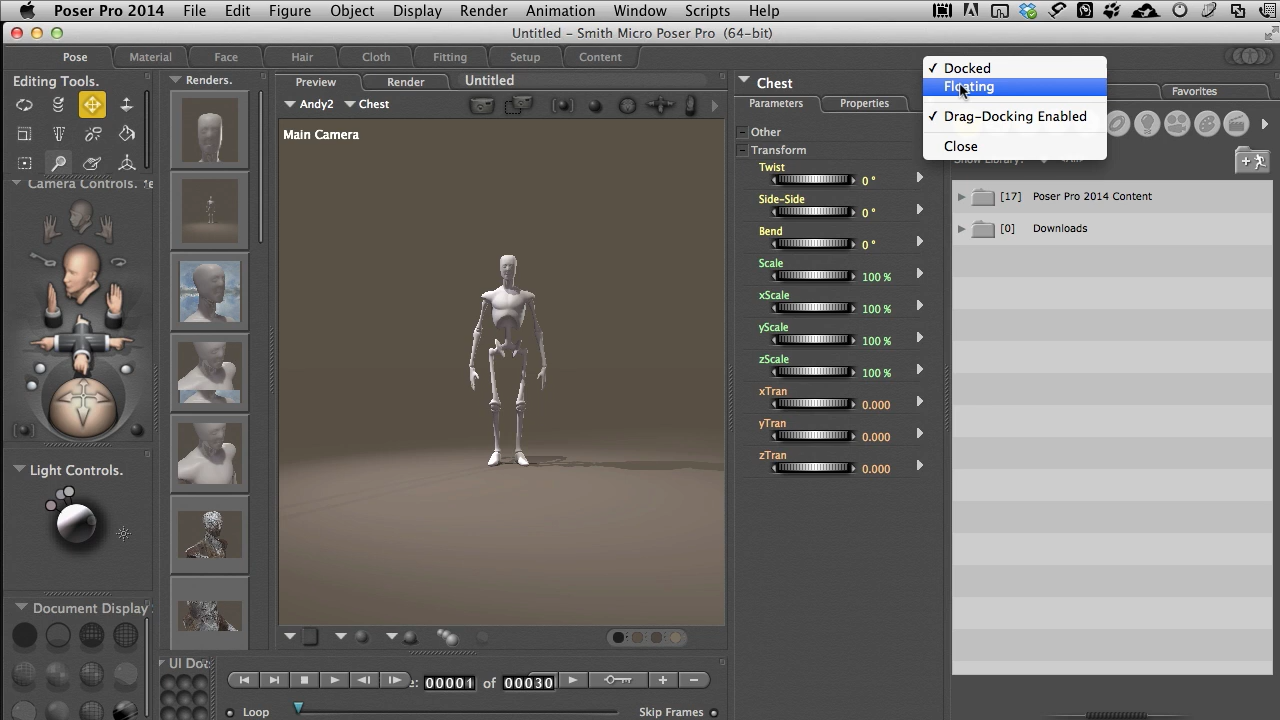 Poser Pro 2014 File Edit Figure Object Display Render Animation Window Scripts Help
Untitled - Smith Micro Poser Pro (64-bit)
Pose Material Face Hair Cloth Fitting Setup Content
Editing Tools.
Renders.
Preview Render Untitled
Andy2 Chest
Main Camera
Camera Controls.
Light Controls.
Document Display
UI Do
Chest
Parameters Properties
Other
Transform
Twist
0 °
Side-Side
0 °
Bend
0 °
Scale
100 %
xScale
100 %
yScale
100 %
zScale
100 %
xTran
0.000
yTran
0.000
zTran
0.000
✓ Docked
Floating
✓ Drag-Docking Enabled
Close
Favorites
Show Library:
[17] Poser Pro 2014 Content
[0] Downloads
00001 of 00030
Loop
Skip Frames